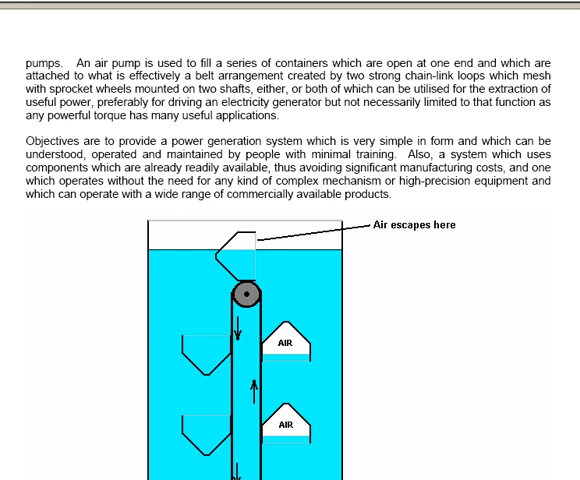 pumps. An air pump is used to fill a series of containers which are open at one end and which are
attached to what is effectively a belt arrangement created by two strong chain-link loops which mesh
with sprocket wheels mounted on two shafts, either, or both of which can be utilised for the extraction of
useful power, preferably for driving an electricity generator but not necessarily limited to that function as
any powerful torque has many useful applications.
Objectives are to provide a power generation system which is very simple in form and which can be
understood, operated and maintained by people with minimal training. Also, a system which uses
components which are already readily available, thus avoiding significant manufacturing costs, and one
which operates without the need for any kind of complex mechanism or high-precision equipment and
which can operate with a wide range of commercially available products.
Air escapes here
AIR
AIR